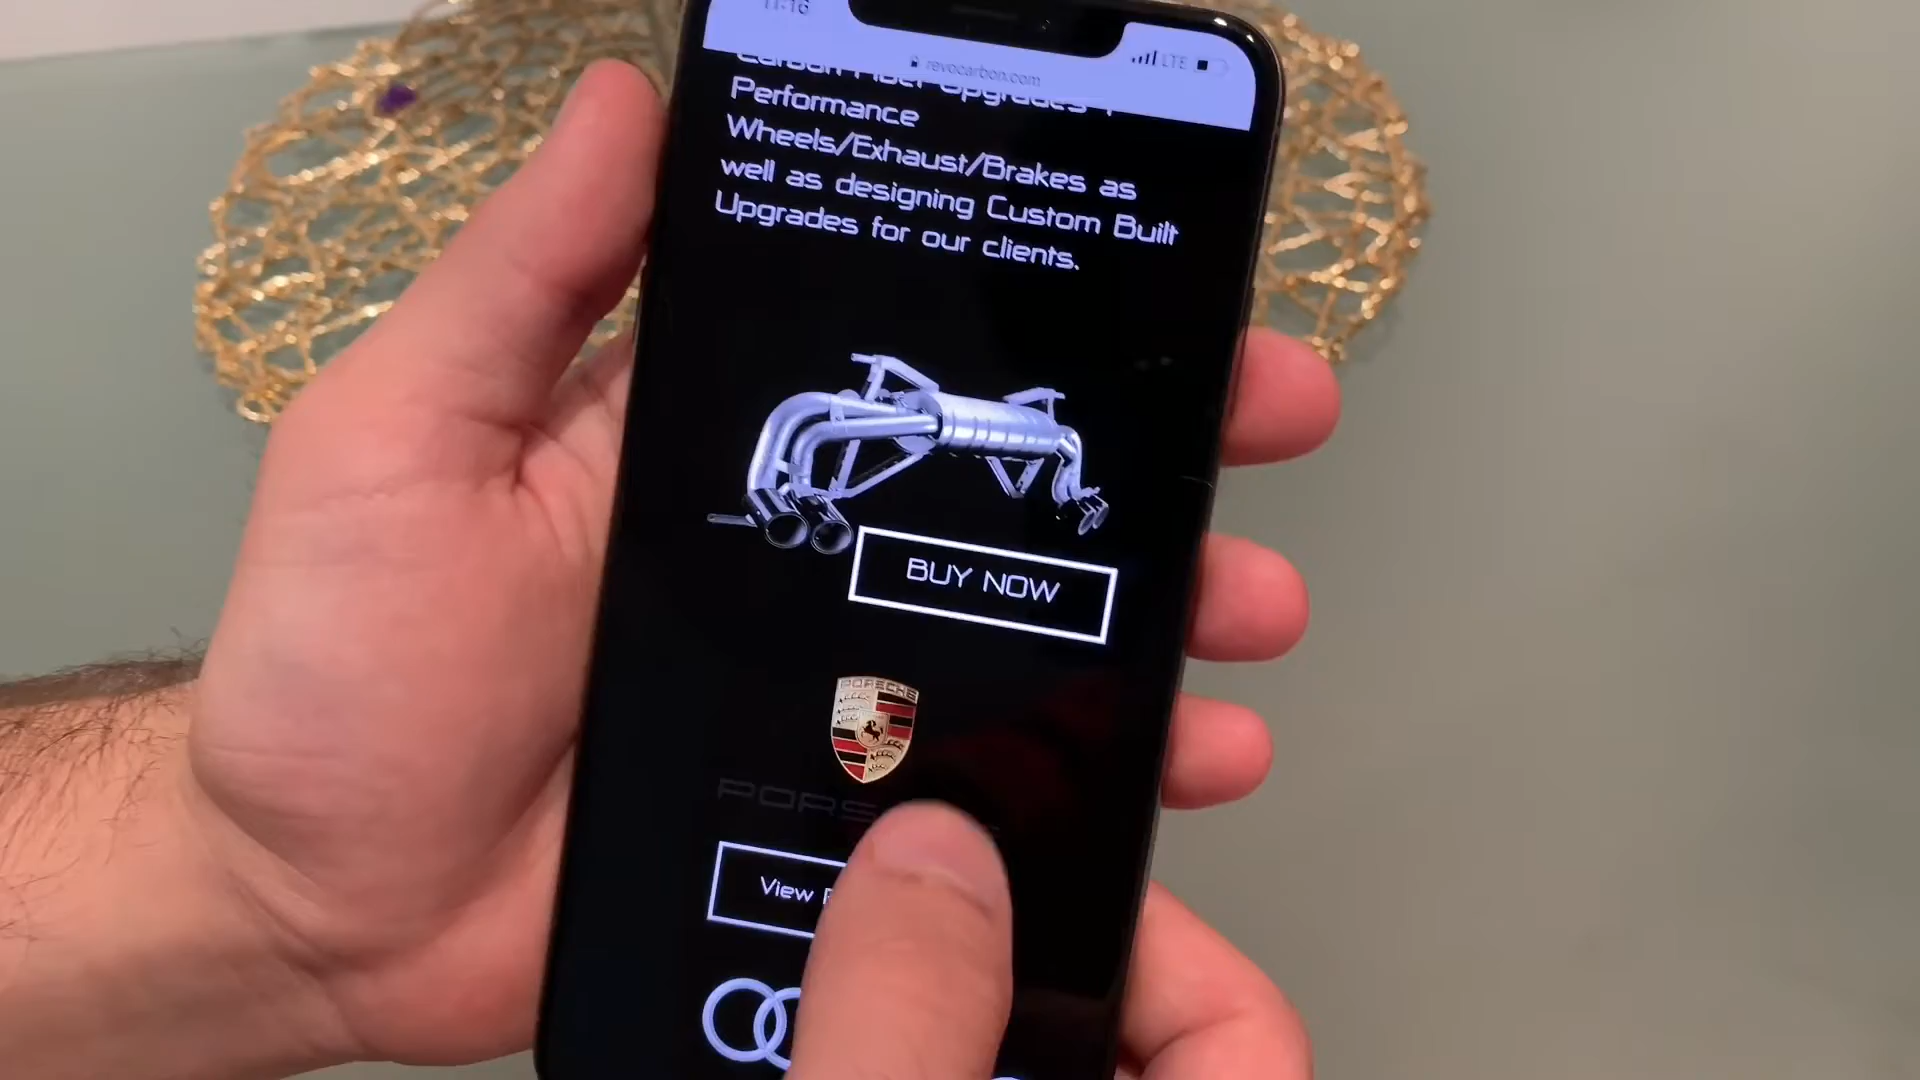 11:16
LTE
revocarbon.com
Carbon Fiber Upgrades
Performance
Wheels/Exhaust/Brakes as
well as designing Custom Built
Upgrades for our clients.
BUY NOW
PORSCHE
View